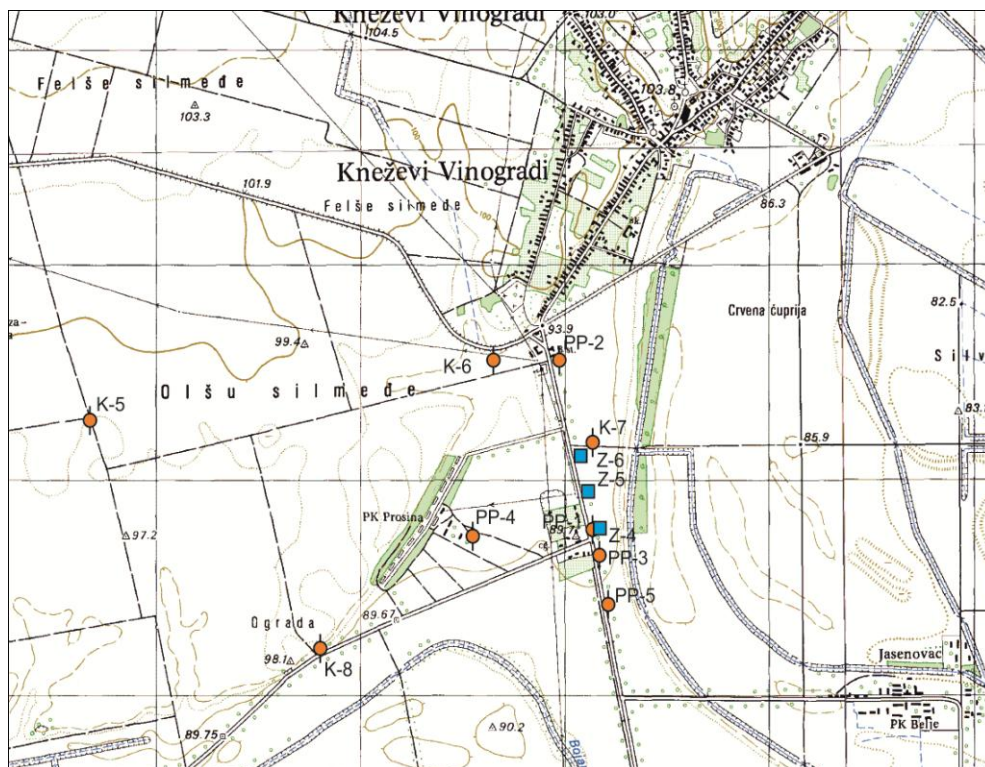 Kneževi Vinogradi
103.0
104.5
Felše silmeđe
103.3
103.8
Kneževi Vinogradi
101.9
Felše silmeđe
100
šk.
86.3
Crvena ćuprija
82.5
93.9
PP-2
99.4
K-6
Olšu silmeđe
K-5
K-7
85.9
Z-6
Z-5
PK Prosina
PP-4
Z-4
97.2
PP-3
PP-5
89.67
Ograda
98.1
K-8
Jasenovac
PK Belje
89.75
90.2